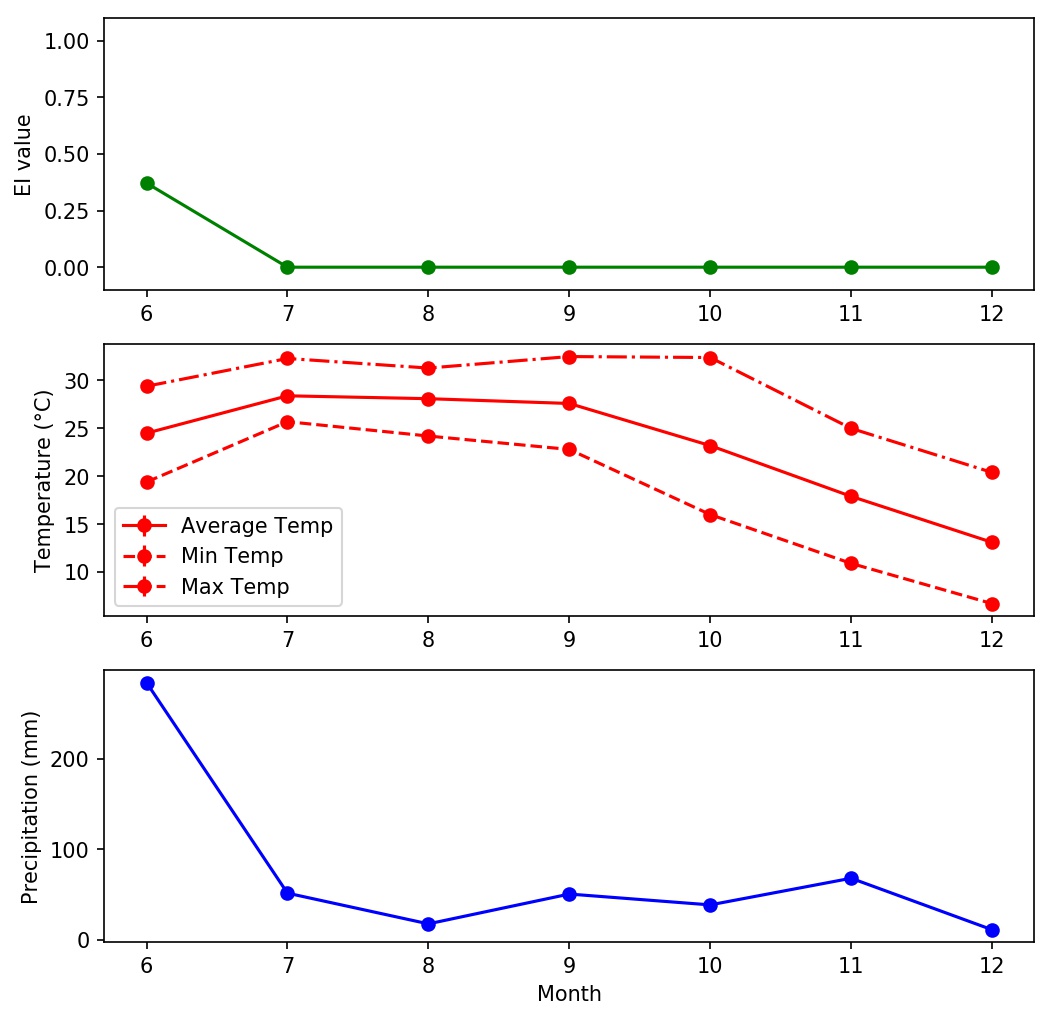 EI value
1.00
0.75
0.50
0.25
0.00
6 7 8 9 10 11 12
Temperature (°C)
30
25
20
15
10
Average Temp
Min Temp
Max Temp
6 7 8 9 10 11 12
Precipitation (mm)
200
100
0
6 7 8 9 10 11 12
Month